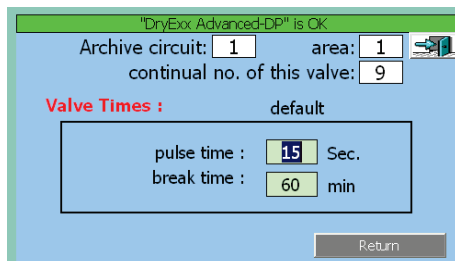 "DryExx Advanced-DP" is OK
Archive circuit: 1 area: 1
continual no. of this valve: 9
Valve Times : default
pulse time : 15 Sec.
break time : 60 min
Return